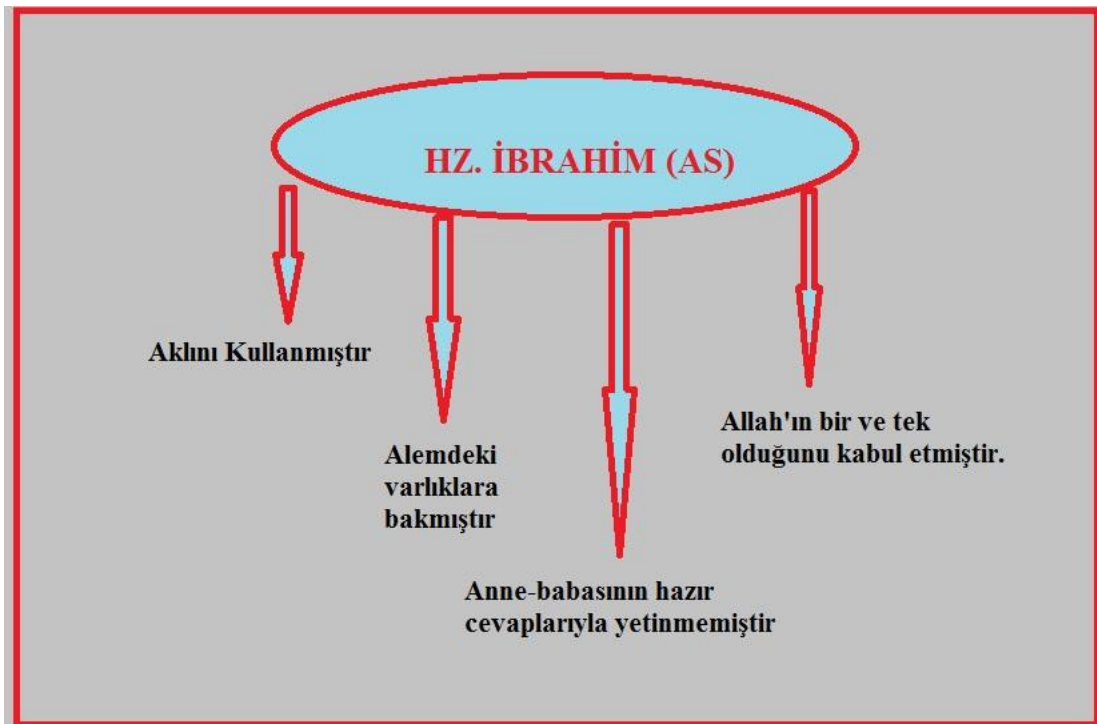 HZ. İBRAHİM (AS)
Aklını Kullanmıştır
Alemdeki
varlıklara
bakmıştır
Anne-babasının hazır
cevaplarıyla yetinmemiştir
Allah'ın bir ve tek
olduğunu kabul etmiştir.